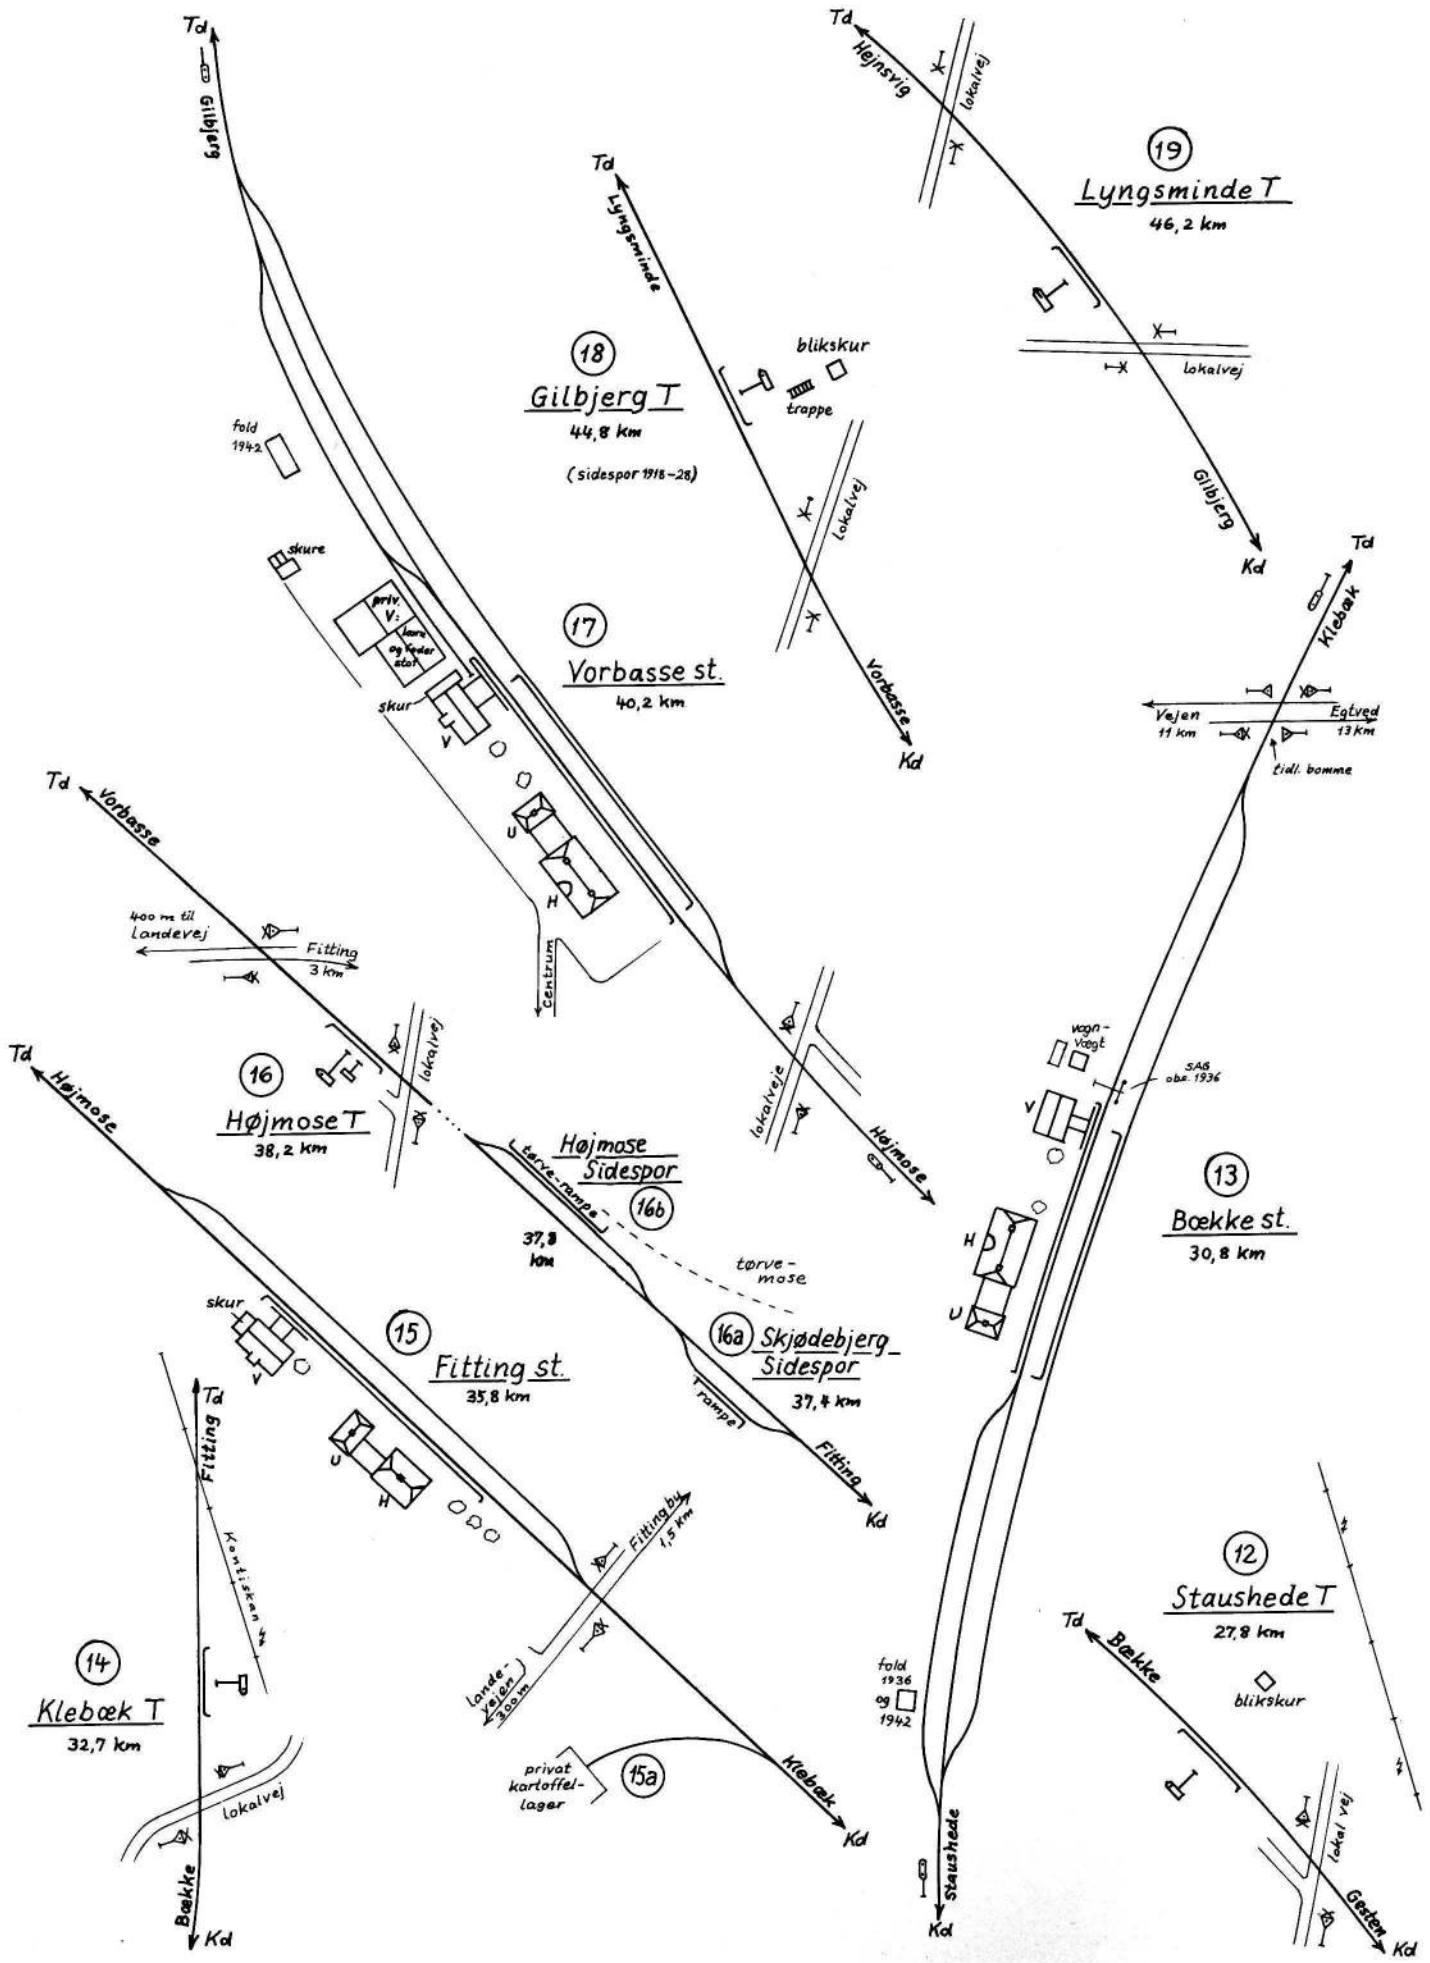 Td
Gilbjerg
fold
1942
skure
priv.
V:
korn
og foder
stof
skur
V
U
H
Centrum
17
Vorbasse st.
40,2 km
lokalveje
Højmose
Td
Lyngsminde
18
Gilbjerg T
44,8 km
(sidespor 1918-28)
blikskur
trappe
lokalvej
Vorbasse
Kd
Td
Hejnsvig
lokalvej
19
Lyngsminde T
46,2 km
lokalvej
Gilbjerg
Kd
Td
Klebæk
Vejen
11 km
Egtved
13 km
tidl. bomme
vogn-
vægt
SAB
obs. 1936
V
H
U
13
Bække st.
30,8 km
fold
1936
og
1942
Staushede
Kd
Td
Vorbasse
400 m til
landevej
Fitting
3 km
lokalvej
16
Højmose T
38,2 km
Højmose
Sidespor
16b
tørve-rampe
37,8
km
tørve-
mose
16a
Skjødebjerg
Sidespor
37,4 km
rampe
Fitting
Kd
Td
Højmose
skur
V
U
H
15
Fitting st.
35,8 km
Fitting by
1,5 km
lande-
vejen
300 m
privat
kartoffel-
lager
15a
Klebæk
Kd
Td
Fitting
Kontiskan
14
Klebæk T
32,7 km
lokalvej
Bække
Kd
12
Staushede T
27,8 km
Td
Bække
blikskur
lokal vej
Gesten
Kd